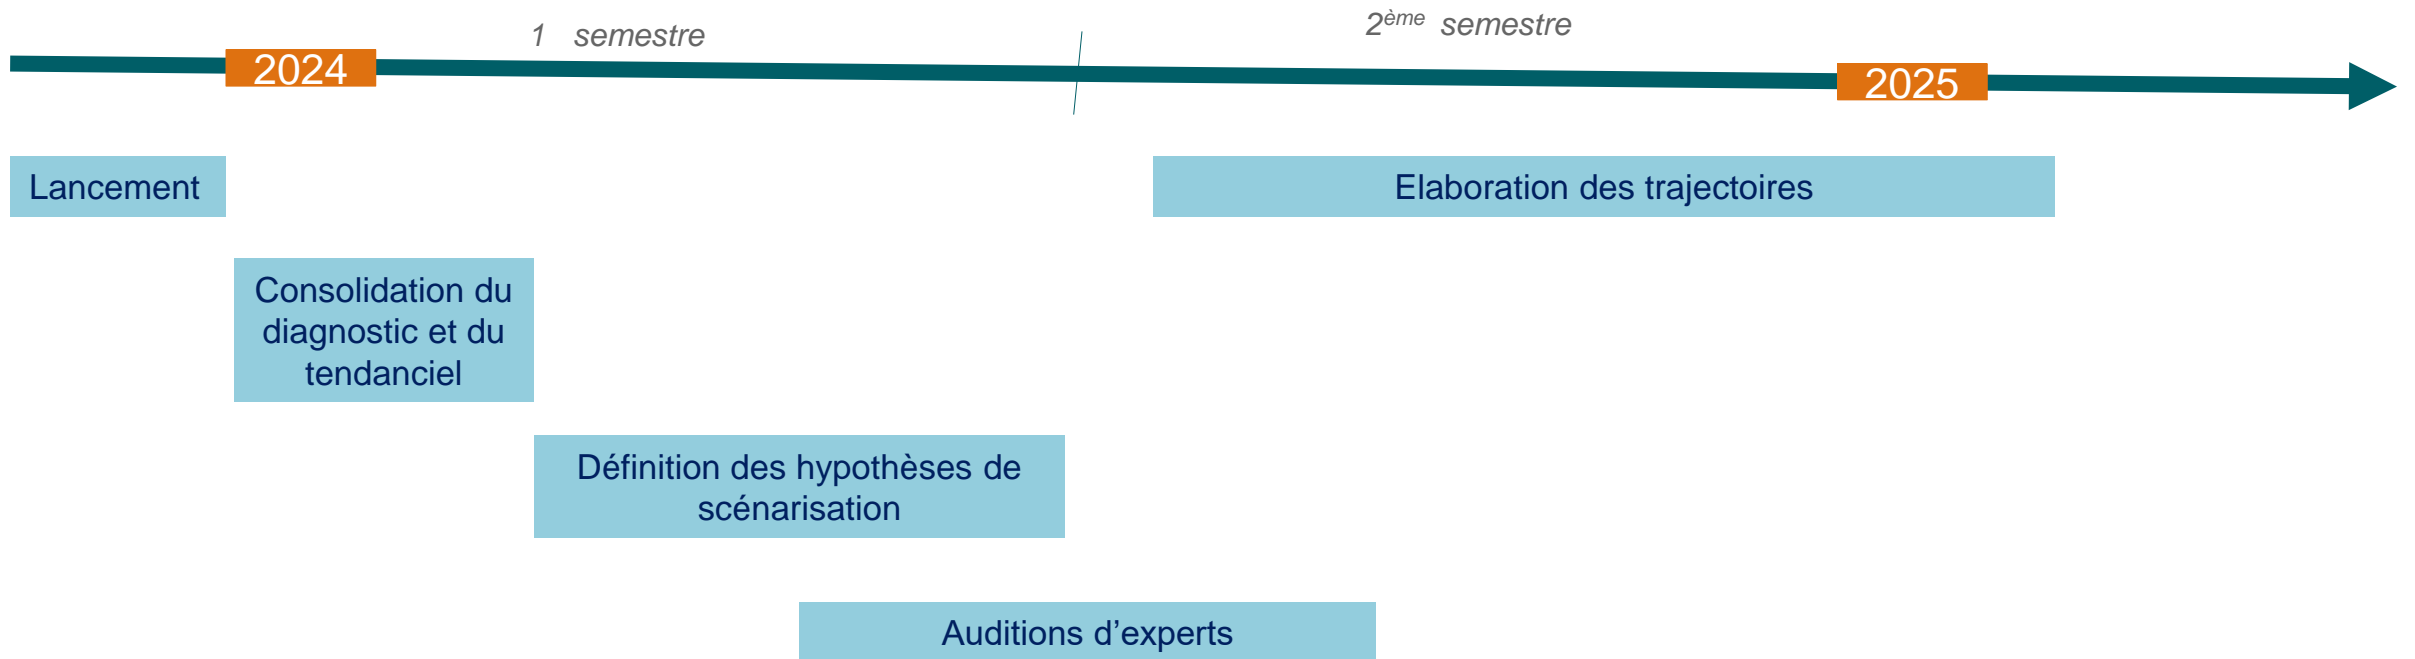 1 semestre
2ème semestre
2024
2025
Lancement
Elaboration des trajectoires
Consolidation du
diagnostic et du
tendanciel
Définition des hypothèses de
scénarisation
Auditions d’experts